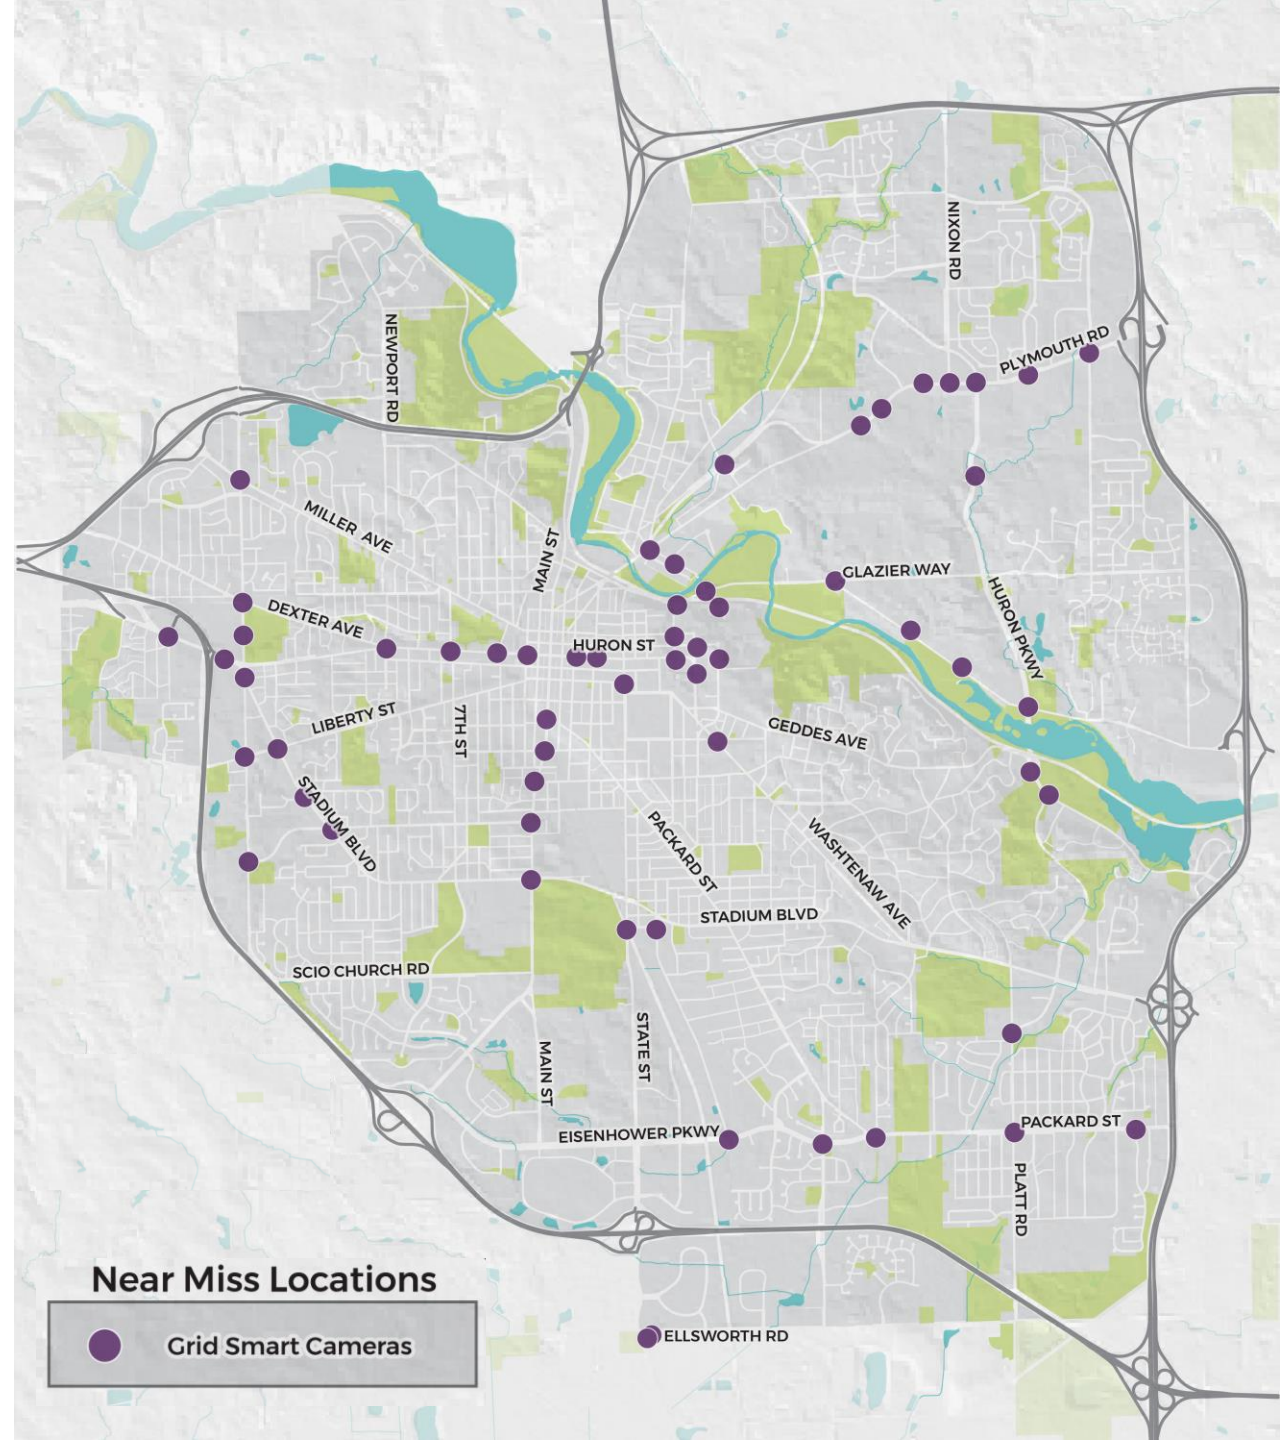 NIXON RD
NEWPORT RD
PLYMOUTH RD
MILLER AVE
MAIN ST
GLAZIER WAY
HURON PKWY
DEXTER AVE
HURON ST
LIBERTY ST
7TH ST
GEDDES AVE
STADIUM BLVD
PACKARD ST
WASHTENAW AVE
STADIUM BLVD
SCIO CHURCH RD
STATE ST
MAIN ST
EISENHOWER PKWY
PACKARD ST
PLATT RD
Near Miss Locations
Grid Smart Cameras
ELLSWORTH RD